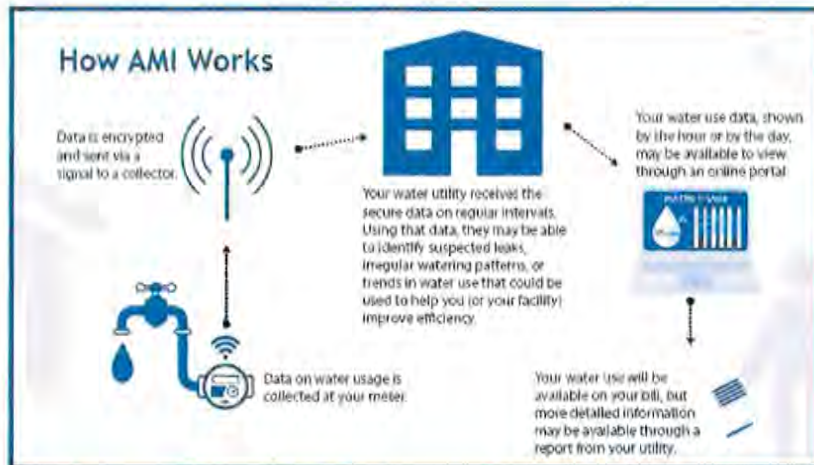 How AMI Works
Data is encrypted
and sent via a
signal to a collector.
Your water utility receives the
secure data on regular intervals.
Using that data, they may be able
to identify suspected leaks,
irregular watering patterns, or
trends in water use that could be
used to help you (or your facility)
improve efficiency.
Your water use data, shown
by the hour or by the day,
may be available to view
through an online portal
Data on water usage is
collected at your meter.
Your water use will be
available on your bill, but
more detailed information
may be available through a
report from your utility.